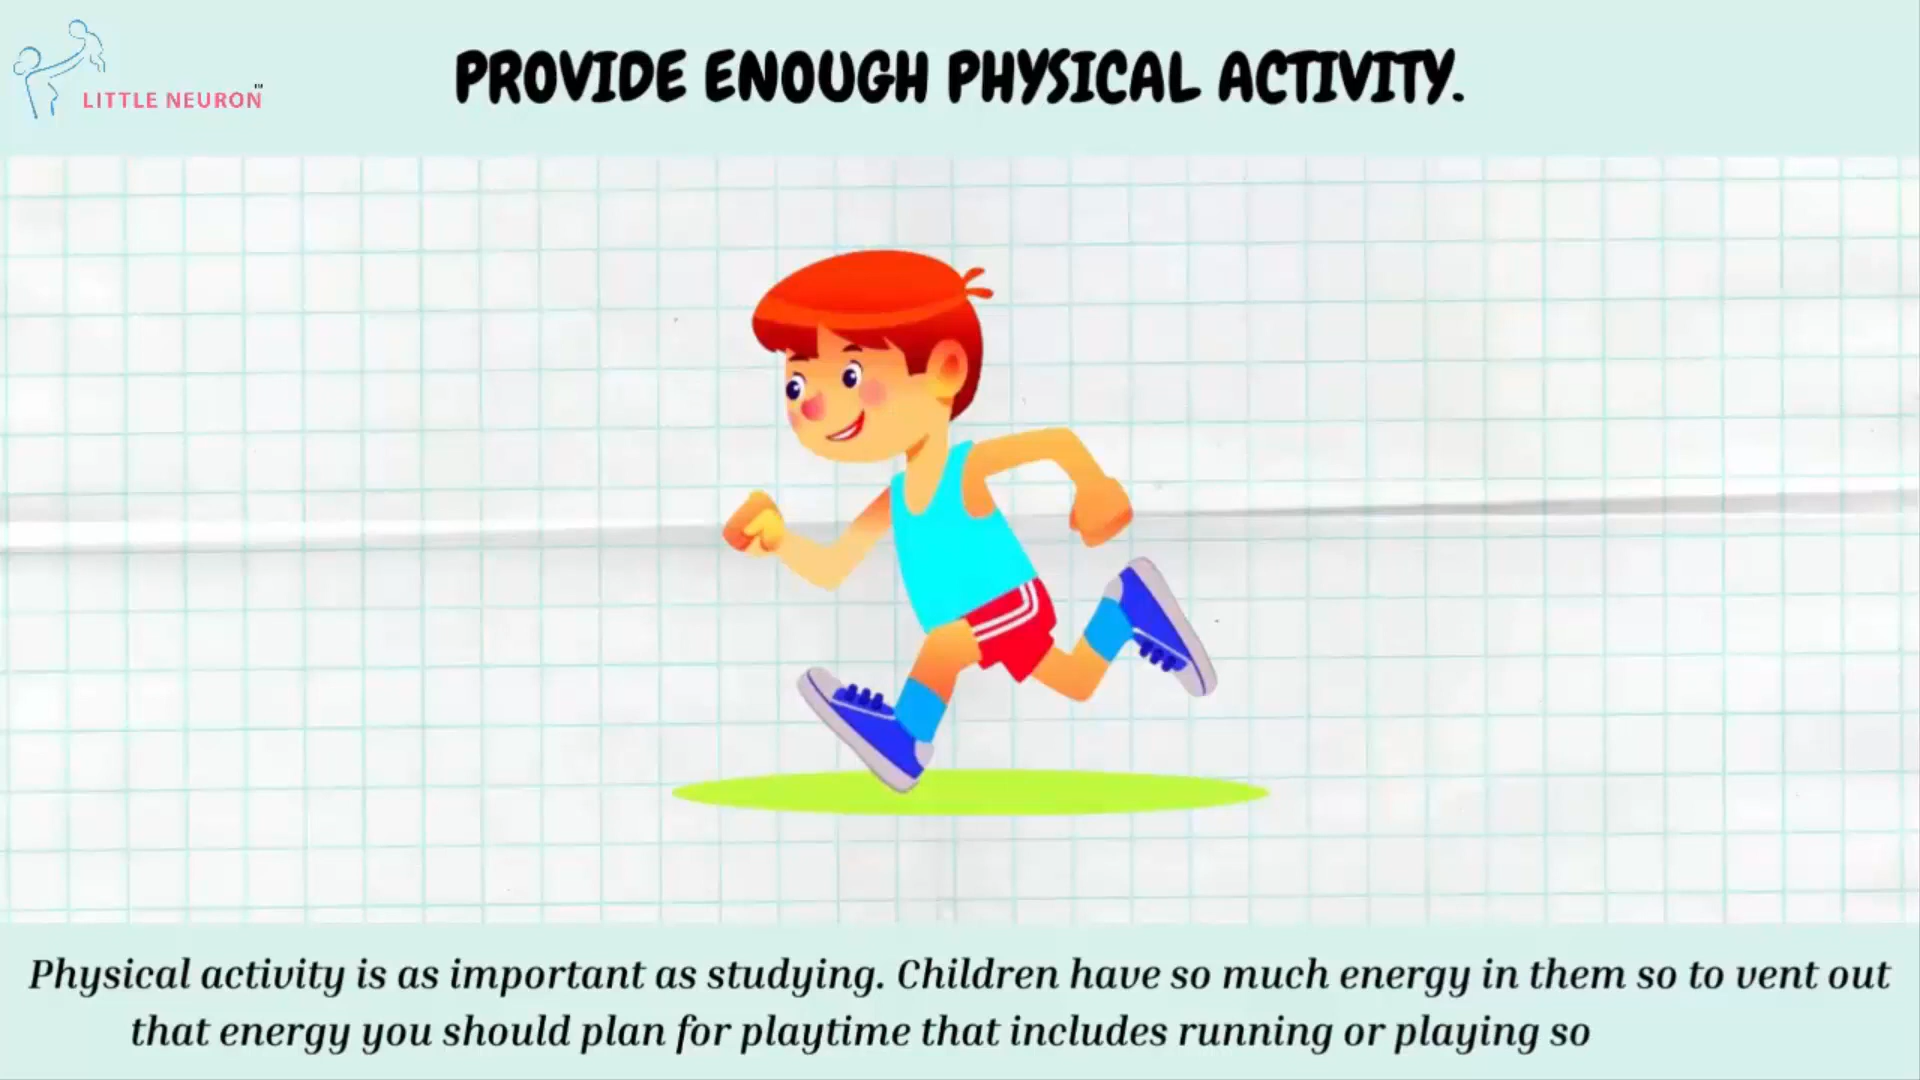 LITTLE NEURON™
PROVIDE ENOUGH PHYSICAL ACTIVITY.
Physical activity is as important as studying. Children have so much energy in them so to vent out
that energy you should plan for playtime that includes running or playing so